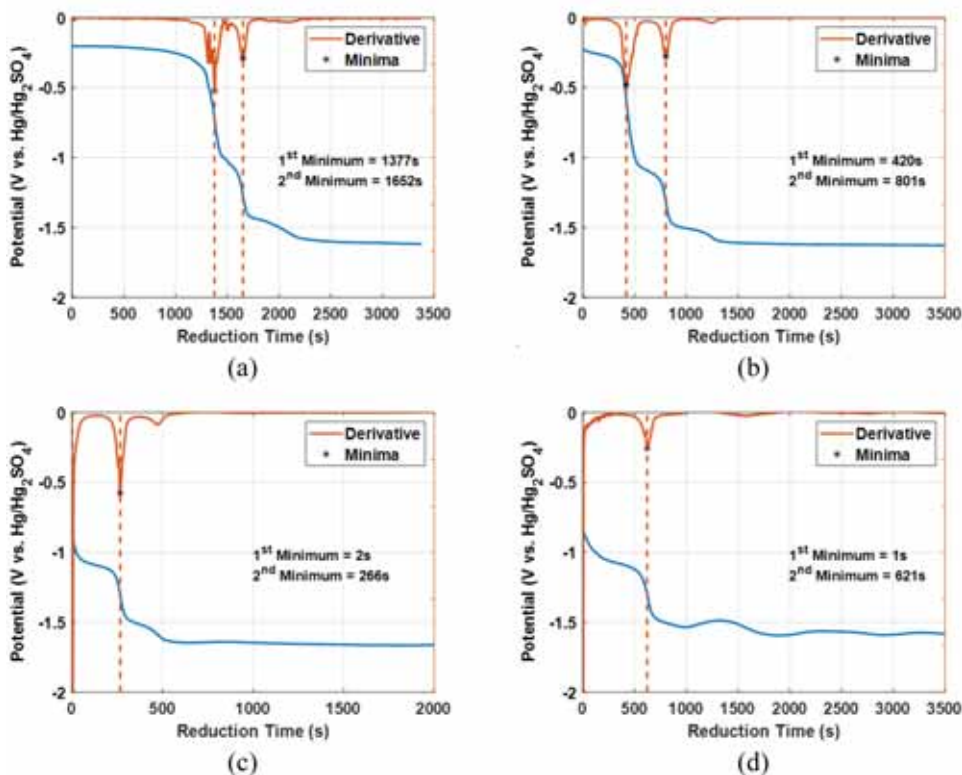 0
-0.5
-1
-1.5
-2
Potential (V vs. Hg/Hg2SO4)
Derivative
Minima
1st Minimum = 1377s
2nd Minimum = 1652s
0 500 1000 1500 2000 2500 3000 3500
Reduction Time (s)
(a)
0
-0.5
-1
-1.5
-2
Potential (V vs. Hg/Hg2SO4)
Derivative
Minima
1st Minimum = 420s
2nd Minimum = 801s
0 500 1000 1500 2000 2500 3000 3500
Reduction Time (s)
(b)
0
-0.5
-1
-1.5
-2
Potential (V vs. Hg/Hg2SO4)
Derivative
Minima
1st Minimum = 2s
2nd Minimum = 266s
0 500 1000 1500 2000
Reduction Time (s)
(c)
0
-0.5
-1
-1.5
-2
Potential (V vs. Hg/Hg2SO4)
Derivative
Minima
1st Minimum = 1s
2nd Minimum = 621s
0 500 1000 1500 2000 2500 3000 3500
Reduction Time (s)
(d)